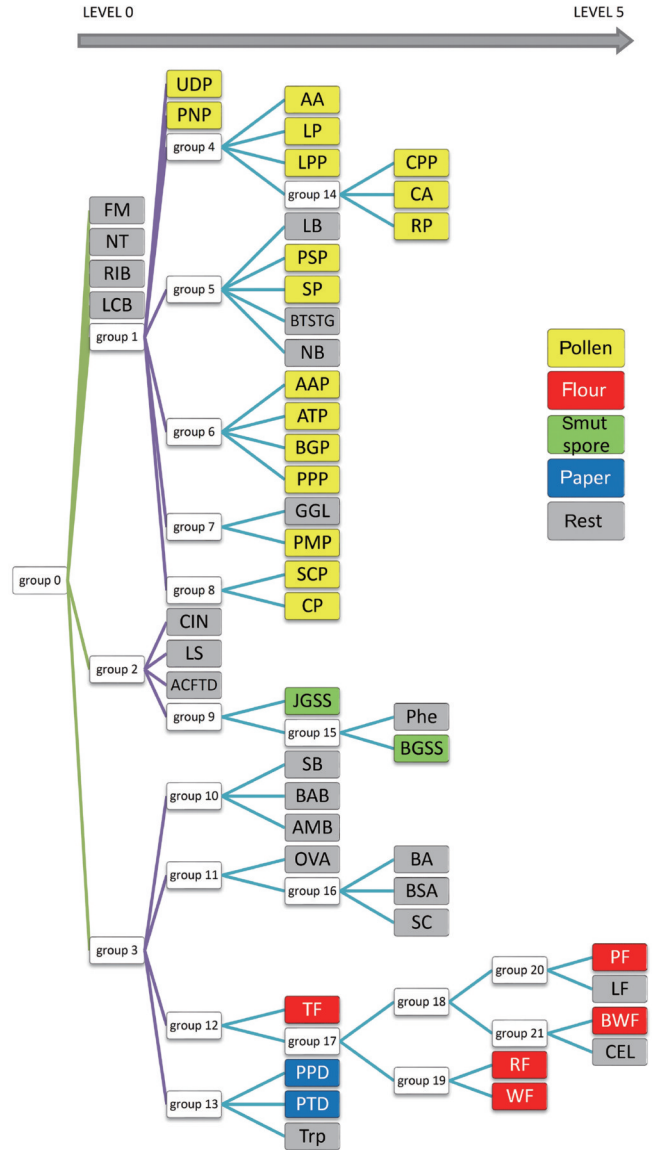 LEVEL 0
LEVEL 5
UDP
PNP
group 4
AA
LP
LPP
group 14
CPP
CA
RP
FM
NT
RIB
LCB
group 1
group 5
LB
PSP
SP
BTSTG
NB
group 6
AAP
ATP
BGP
PPP
group 7
GGL
PMP
group 8
SCP
CP
Pollen
Flour
Smut
spore
Paper
Rest
group 0
group 2
CIN
LS
ACFTD
group 9
JGSS
group 15
Phe
BGSS
group 3
group 10
SB
BAB
AMB
group 11
OVA
group 16
BA
BSA
SC
group 12
TF
group 17
group 18
group 20
PF
LF
group 21
BWF
CEL
group 19
RF
WF
group 13
PPD
PTD
Trp